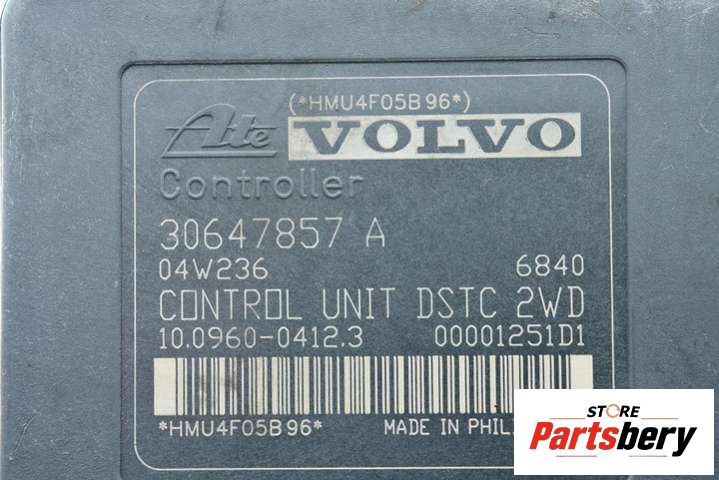 (*HMU4F05B96*)
Ate VOLVO
Controller
30647857 A
04W236 6840
CONTROL UNIT DSTC 2WD
10.0960-0412.3 00001251D1
*HMU4F05B96*
MADE IN
STORE
Partsbery